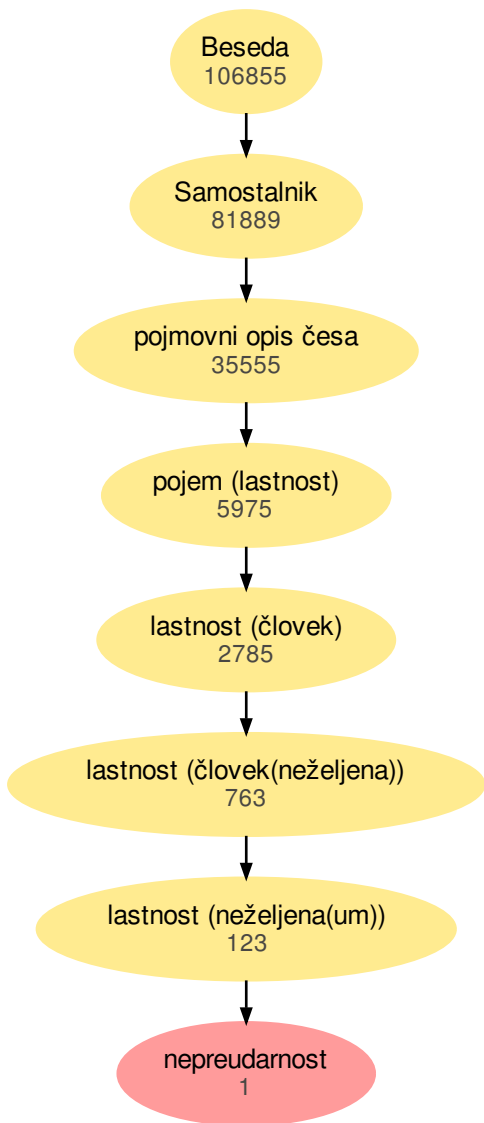 Beseda
106855
Samostalnik
81889
pojmovni opis česa
35555
pojem (lastnost)
5975
lastnost (človek)
2785
lastnost (človek(neželjena))
763
lastnost (neželjena(um))
123
nepreudarnost
1